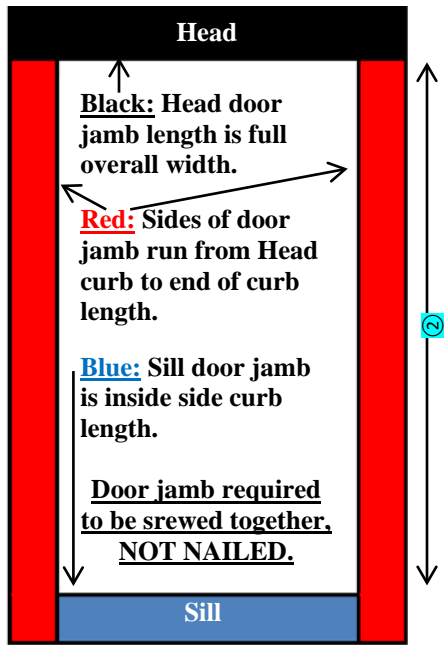 Head
Black: Head door
jamb length is full
overall width.
Red: Sides of door
jamb run from Head
curb to end of curb
length.
②
Blue: Sill door jamb
is inside side curb
length.
Door jamb required
to be srewed together,
NOT NAILED.
Sill